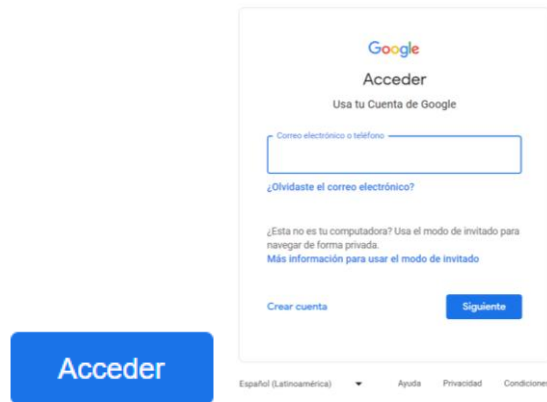 Google
Acceder
Usa tu Cuenta de Google
Correo electrónico o teléfono
¿Olvidaste el correo electrónico?
¿Esta no es tu computadora? Usa el modo de invitado para
navegar de forma privada.
Más información para usar el modo de invitado
Crear cuenta Siguiente
Acceder
Español (Latinoamérica) Ayuda Privacidad Condiciones